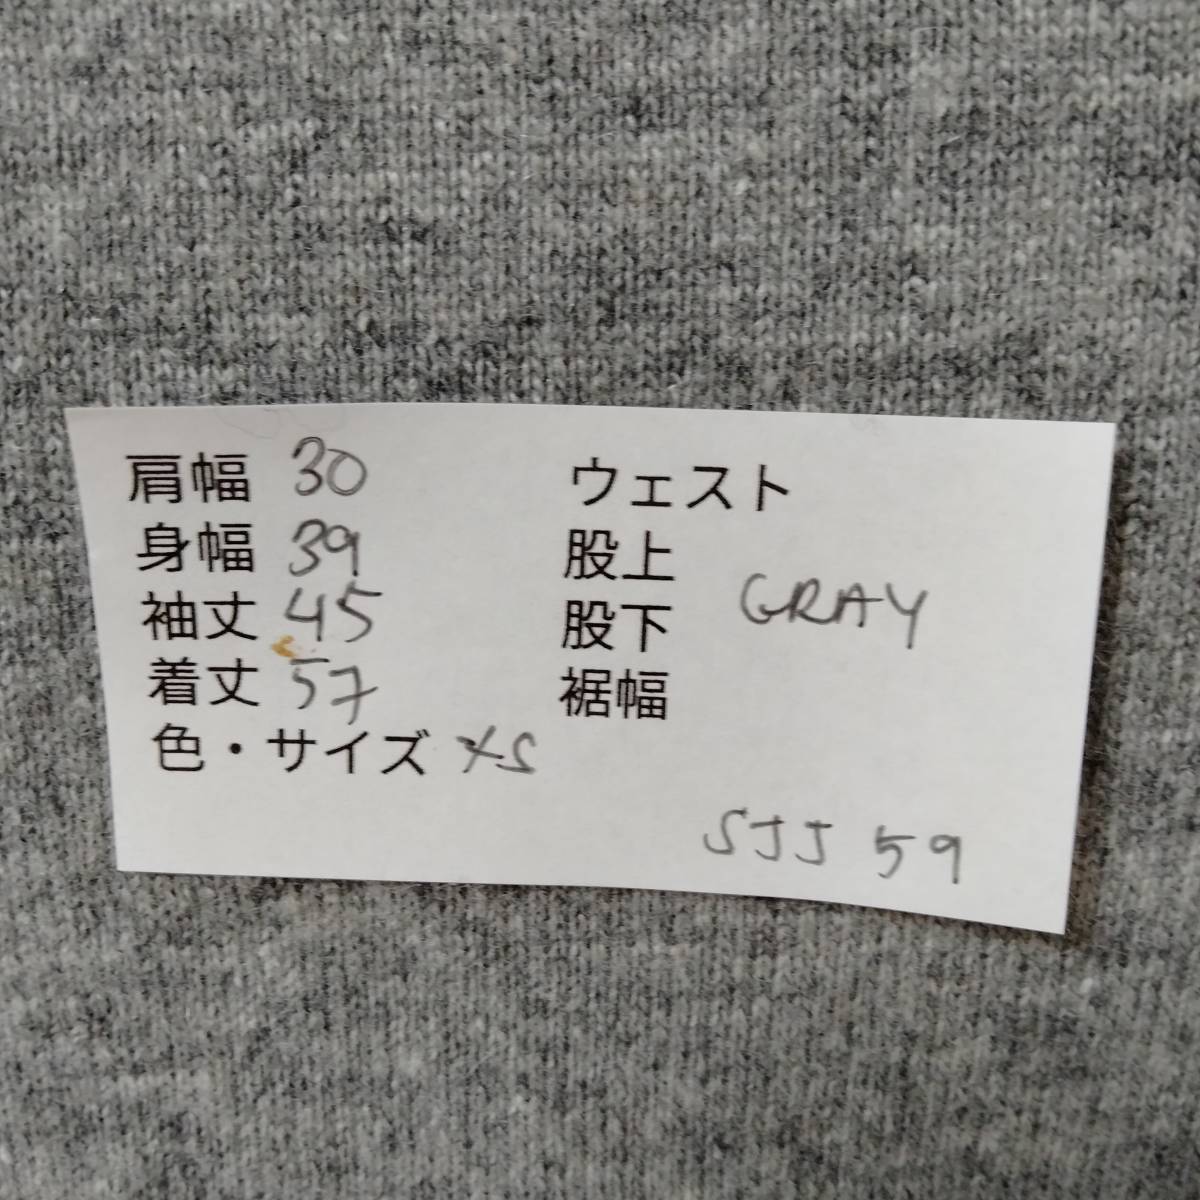 肩幅 30
身幅 39
袖丈 45
着丈 57
色・サイズ XS
ウェスト
股上
股下
裾幅
GRAY
SJJ 59